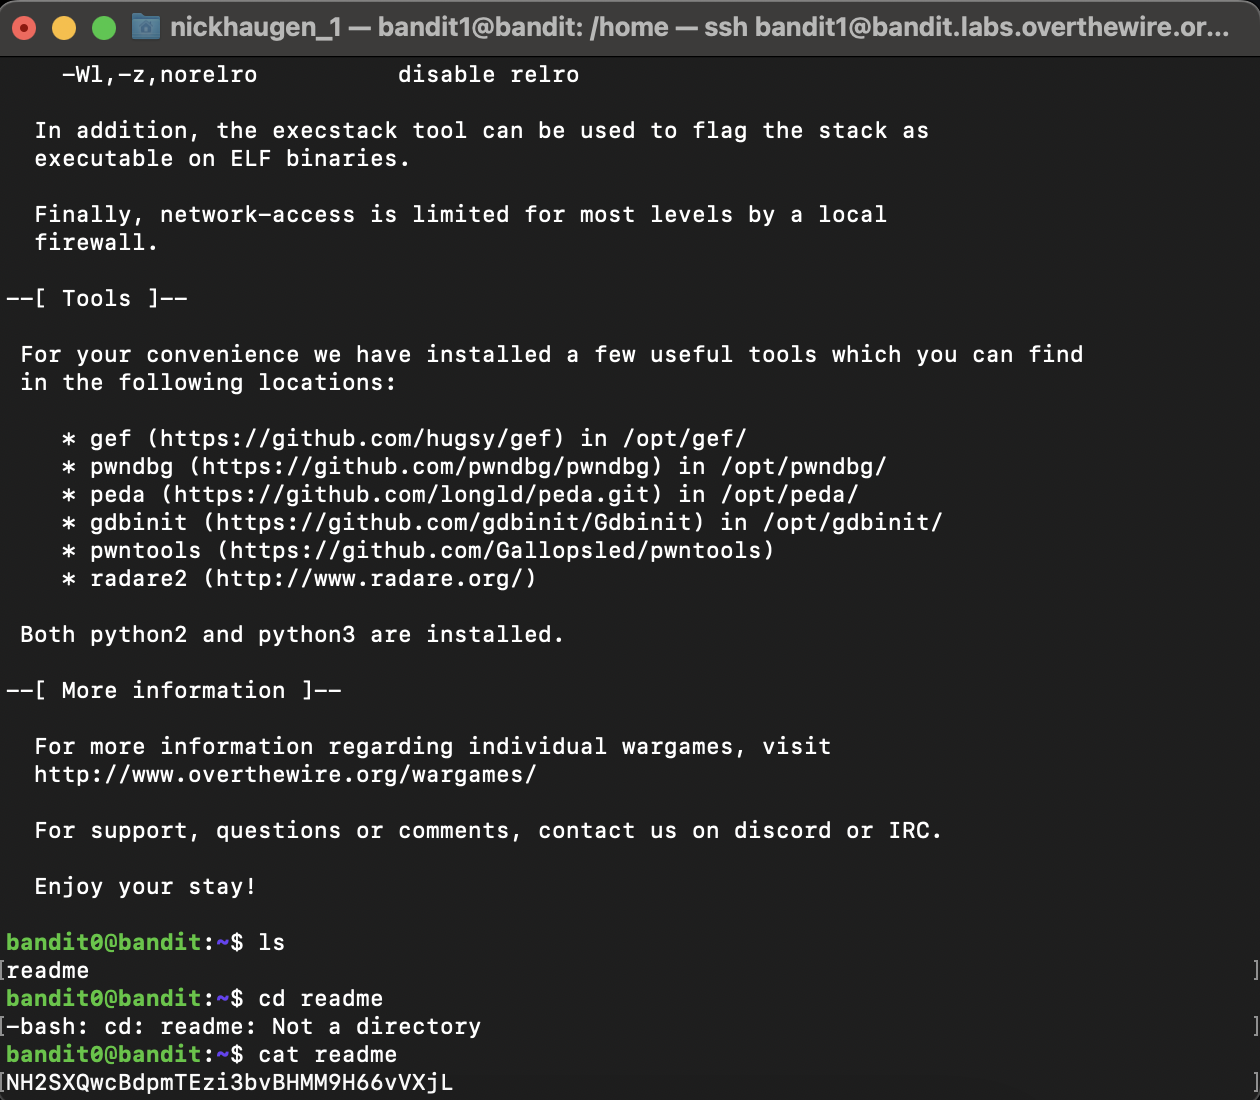 nickhaugen_1 — bandit1@bandit: /home — ssh bandit1@bandit.labs.overthewire.or...
-Wl,-z,norelro          disable relro
In addition, the execstack tool can be used to flag the stack as
executable on ELF binaries.
Finally, network-access is limited for most levels by a local
firewall.
--[ Tools ]--
For your convenience we have installed a few useful tools which you can find
in the following locations:
* gef (https://github.com/hugsy/gef) in /opt/gef/
* pwndbg (https://github.com/pwndbg/pwndbg) in /opt/pwndbg/
* peda (https://github.com/longld/peda.git) in /opt/peda/
* gdbinit (https://github.com/gdbinit/Gdbinit) in /opt/gdbinit/
* pwntools (https://github.com/Gallopsled/pwntools)
* radare2 (http://www.radare.org/)
Both python2 and python3 are installed.
--[ More information ]--
For more information regarding individual wargames, visit
http://www.overthewire.org/wargames/
For support, questions or comments, contact us on discord or IRC.
Enjoy your stay!
bandit0@bandit:~$ ls
[readme ]
bandit0@bandit:~$ cd readme
[-bash: cd: readme: Not a directory ]
bandit0@bandit:~$ cat readme
[NH2SXQwcBdpmTEzi3bvBHMM9H66vVXjL ]